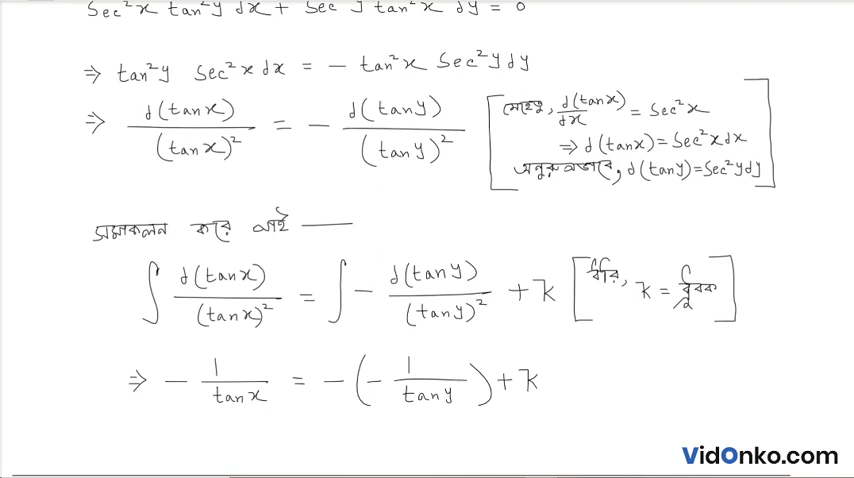 Sec²x tan²y dx + Sec²y tan²x dy = 0
⇒ tan²y Sec²x dx = - tan²x Sec²y dy
⇒ d(tanx)/(tanx)² = - d(tany)/(tany)² [যেহেতু, d(tanx)/dx = Sec²x
⇒ d(tanx) = Sec²x dx
অনুরূপভাবে, d(tany) = Sec²y dy]
সমাকলন করে পাই —
∫ d(tanx)/(tanx)² = ∫ - d(tany)/(tany)² + K [ধরি, K = ধ্রুবক]
⇒ - 1/tanx = - (- 1/tany) + K
VidOnko.com